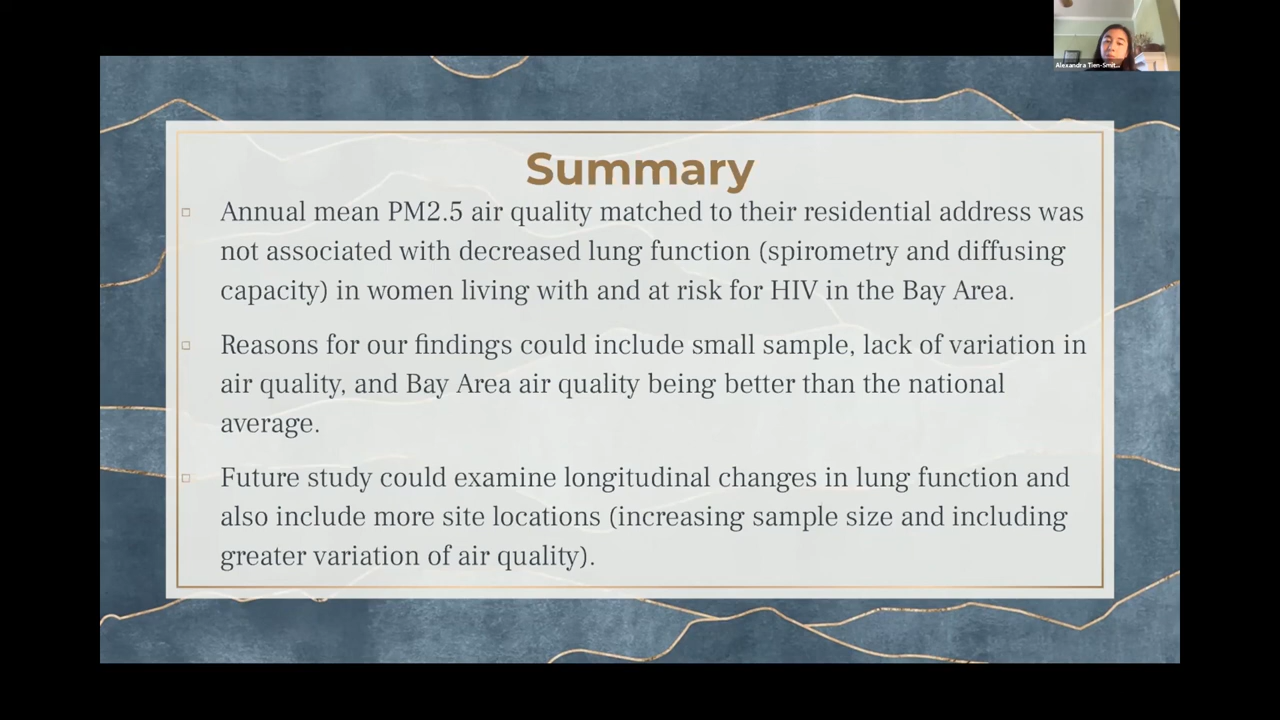 Alexandra Tien-Smit...
Summary
Annual mean PM2.5 air quality matched to their residential address was
not associated with decreased lung function (spirometry and diffusing
capacity) in women living with and at risk for HIV in the Bay Area.
Reasons for our findings could include small sample, lack of variation in
air quality, and Bay Area air quality being better than the national
average.
Future study could examine longitudinal changes in lung function and
also include more site locations (increasing sample size and including
greater variation of air quality).